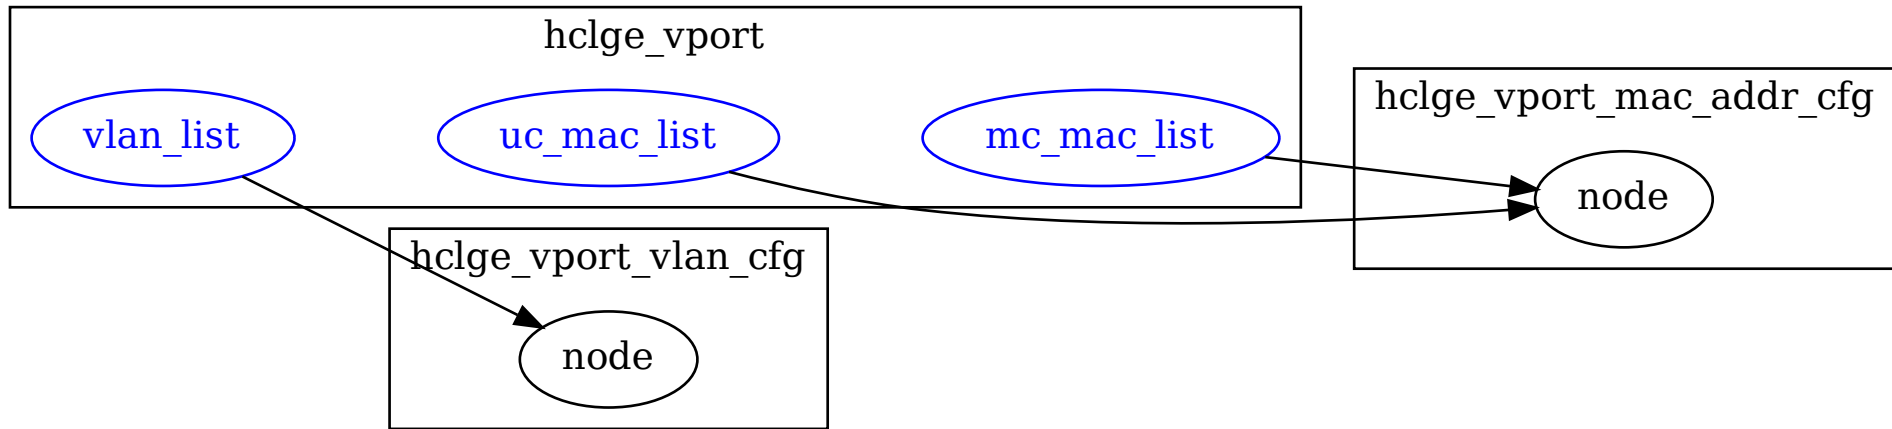 hclge_vport
vlan_list
uc_mac_list
mc_mac_list
hclge_vport_mac_addr_cfg
node
hclge_vport_vlan_cfg
node